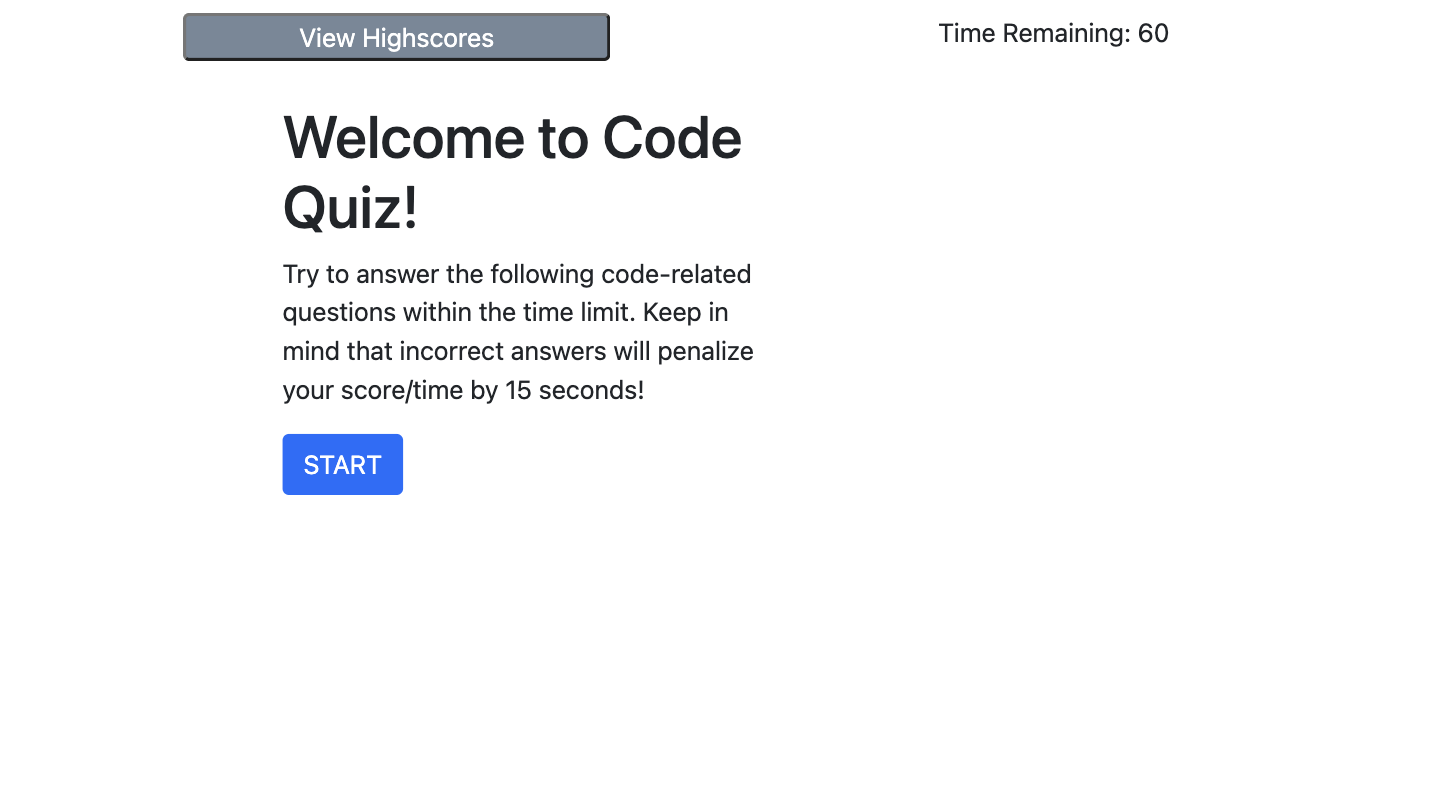 View Highscores
Time Remaining: 60
Welcome to Code
Quiz!
Try to answer the following code-related
questions within the time limit. Keep in
mind that incorrect answers will penalize
your score/time by 15 seconds!
START